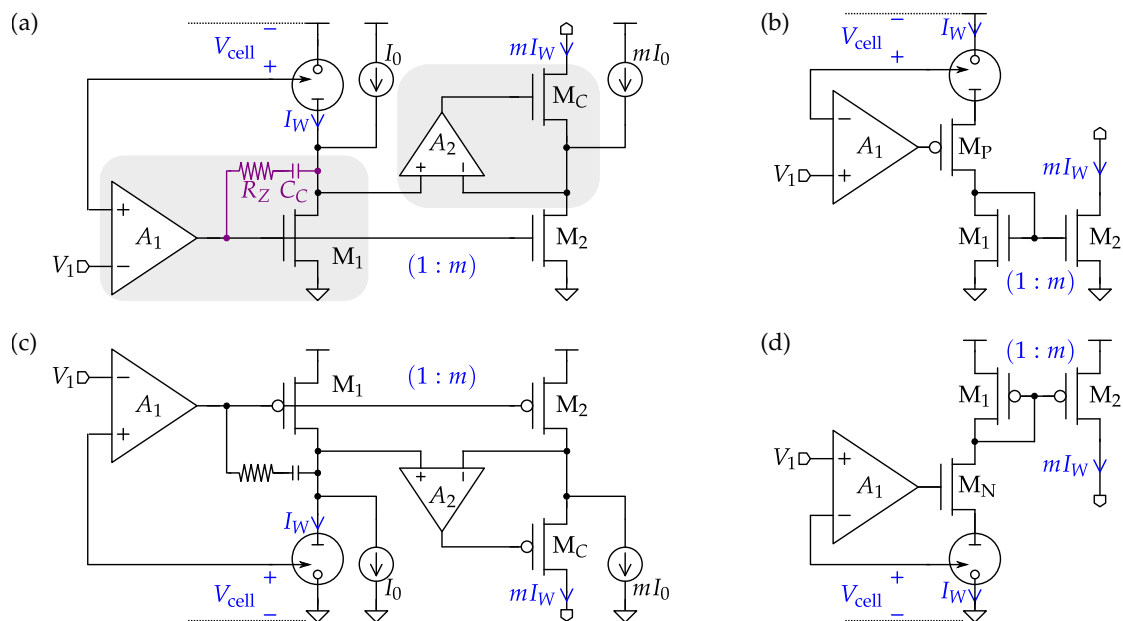 (a)
−
V_cell
+
I_0
mI_W
mI_0
M_C
I_W
A_2
+ −
R_Z C_C
+
A_1
−
V_1
M_1
M_2
(1 : m)
(b)
−
V_cell
+
I_W
−
A_1
+
V_1
M_P
mI_W
M_1
M_2
(1 : m)
(c)
V_1
−
A_1
+
M_1
(1 : m)
M_2
+ −
A_2
I_W
M_C
+
V_cell
−
I_0
mI_W
mI_0
(d)
(1 : m)
M_1
M_2
V_1
+
A_1
−
M_N
mI_W
+
V_cell
−
I_W